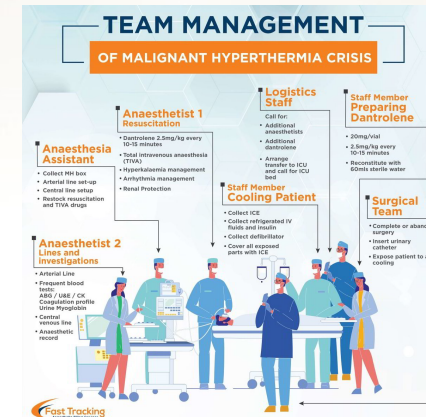 TEAM MANAGEMENT
OF MALIGNANT HYPERTHERMIA CRISIS
Anaesthesia
Assistant
• Collect MH box
• Arterial line set-up
• Central line setup
• Restock resuscitation
and TIVA drugs
Anaesthetist 1
Resuscitation
• Dantrolene 2.5mg/kg every
10-15 minutes
• Total intravenous anaesthesia
(TIVA)
• Hyperkalaemia management
• Arrhythmia management
• Renal Protection
Logistics
Staff
Call for:
• Additional
anaesthetists
• Additional
dantrolene
• Arrange
transfer to ICU
and call for ICU
bed
Staff Member
Preparing
Dantrolene
• 20mg/vial
• 2.5mg/kg every
10-15 minutes
• Reconstitute with
60mls sterile water
Staff Member
Cooling Patient
• Collect ICE
• Collect refrigerated IV
fluids and insulin
• Collect defibrillator
• Cover all exposed
parts with ICE
Surgical
Team
• Complete or aband
surgery
• Insert urinary
catheter
• Expose patient to a
cooling
Anaesthetist 2
Lines and
investigations
• Arterial Line
• Frequent blood
tests:
ABG / U&E / CK
Coagulation profile
Urine Myoglobin
• Central
venous line
• Anaesthetic
record
Fast Tracking